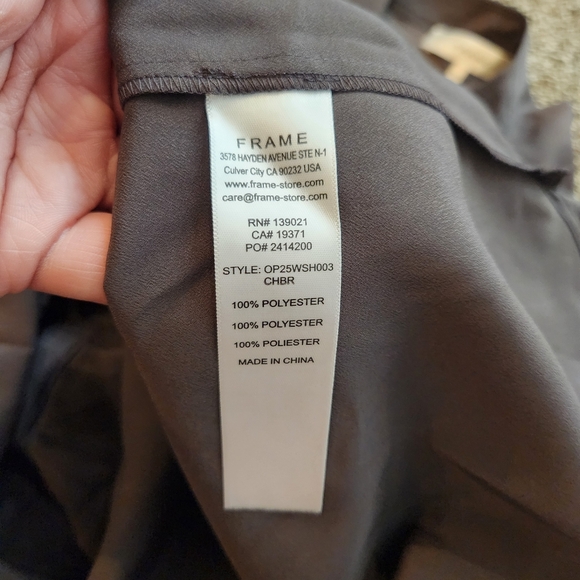 FRAME
3578 HAYDEN AVENUE STE N-1
Culver City CA 90232 USA
www.frame-store.com
care@frame-store.com
RN# 139021
CA# 19371
PO# 2414200
STYLE: OP25WSH003
CHBR
100% POLYESTER
100% POLYESTER
100% POLIESTER
MADE IN CHINA